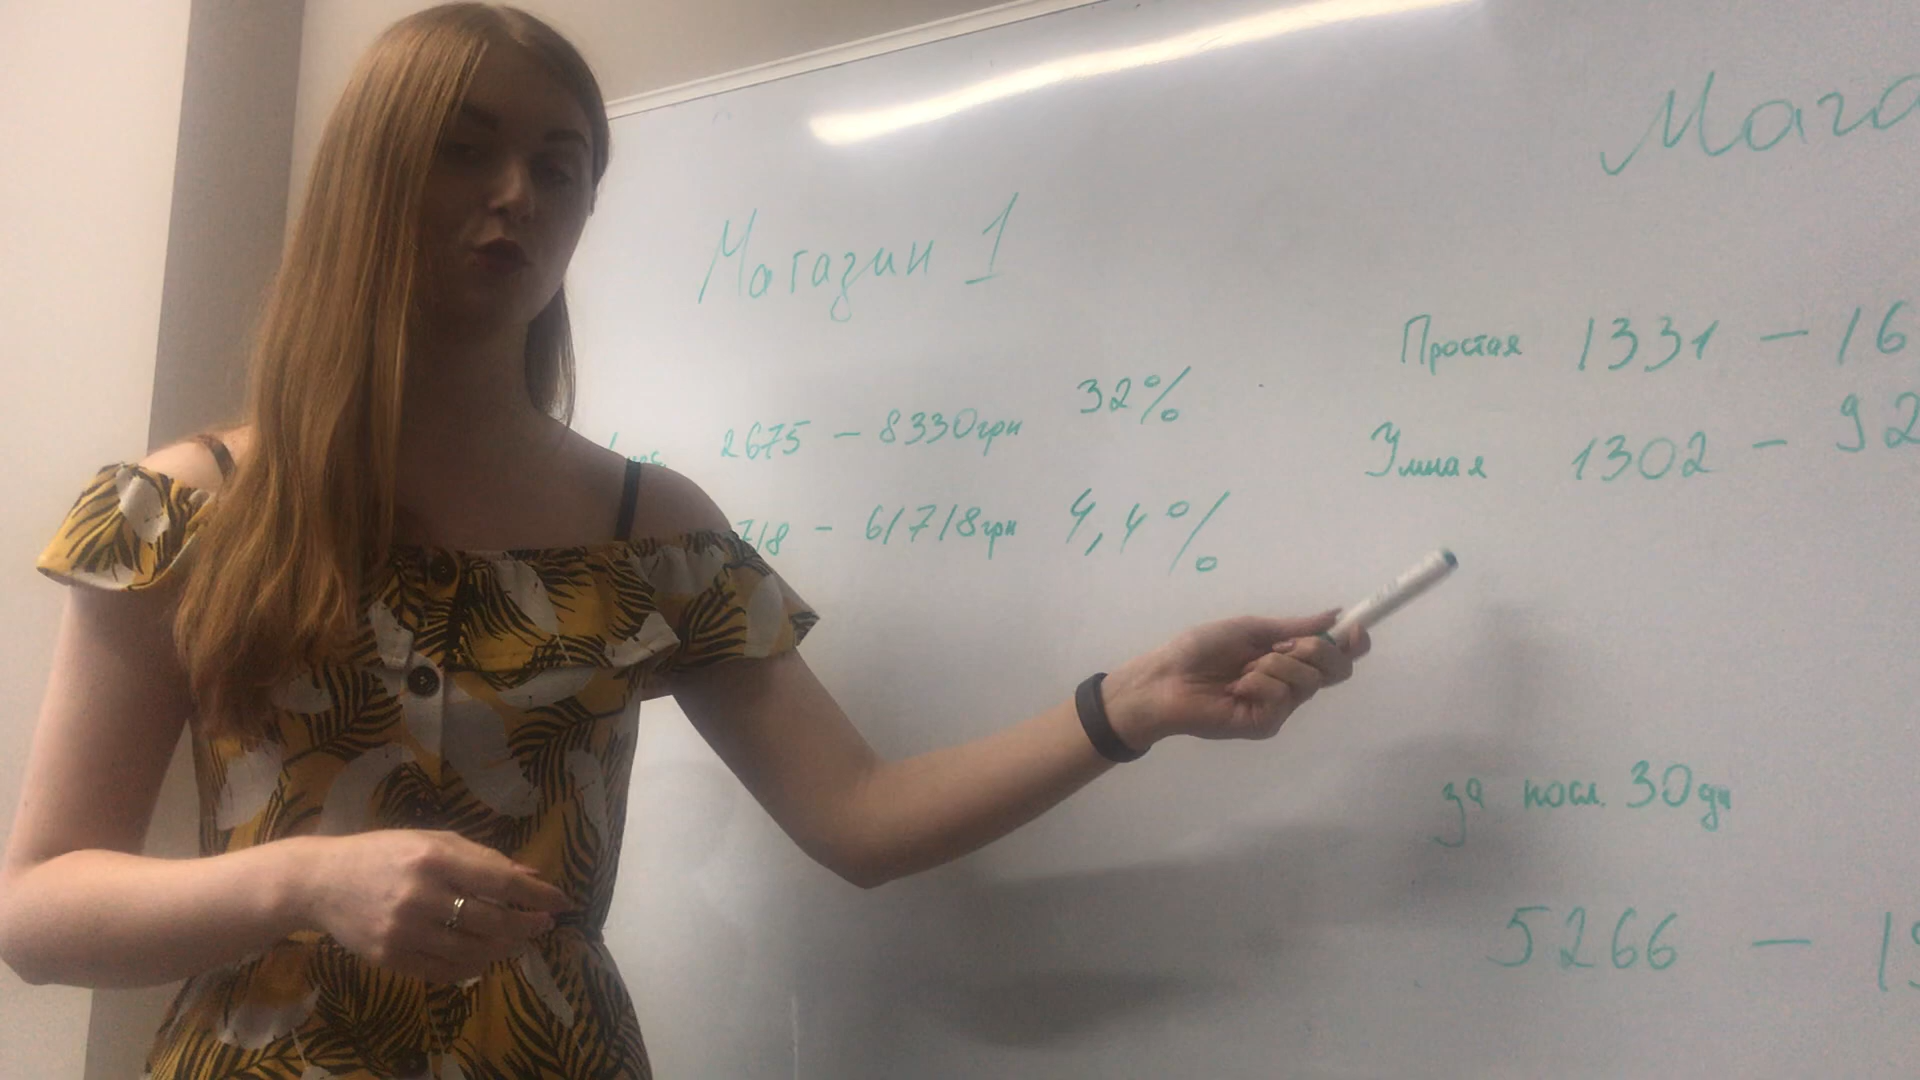 Магазин 1
2675 – 8330грн 32%
718 – 61718грн 4,4%
Мага
Простая 1331 – 16
Умная 1302 – 92
за посл. 30дн
5266 – 19